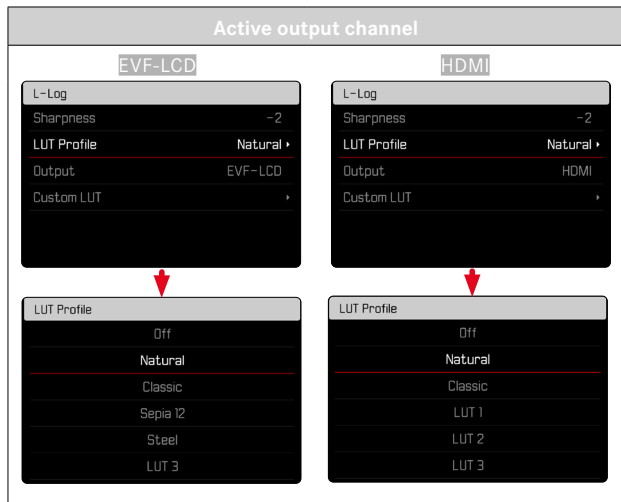 Active output channel
EVF-LCD
L-Log
Sharpness -2
LUT Profile Natural
Output EVF-LCD
Custom LUT
LUT Profile
Off
Natural
Classic
Sepia 12
Steel
LUT 3
HDMI
L-Log
Sharpness -2
LUT Profile Natural
Output HDMI
Custom LUT
LUT Profile
Off
Natural
Classic
LUT 1
LUT 2
LUT 3